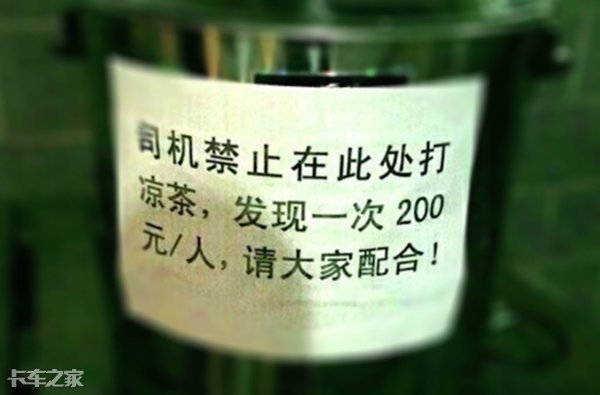 司机禁止在此处打
凉茶，发现一次 200
元/人，请大家配合！
卡车之家